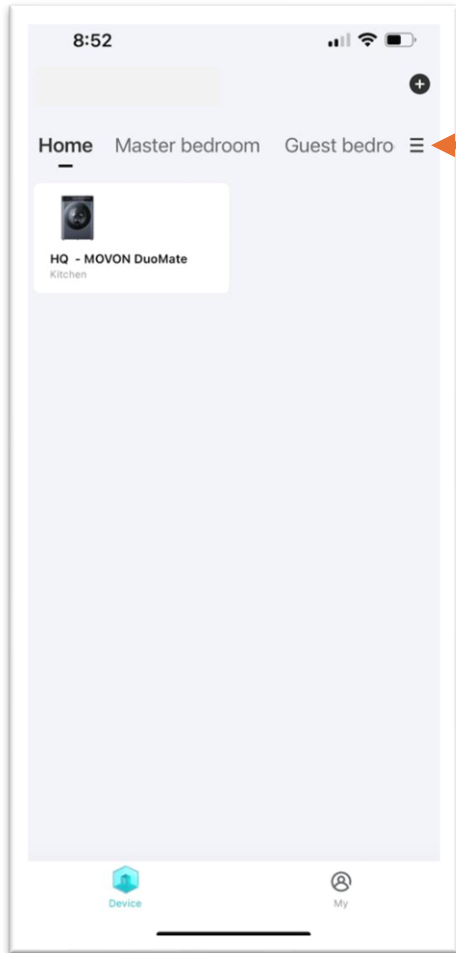 8:52
Home Master bedroom Guest bedro
HQ - MOVON DuoMate
Kitchen
Device My